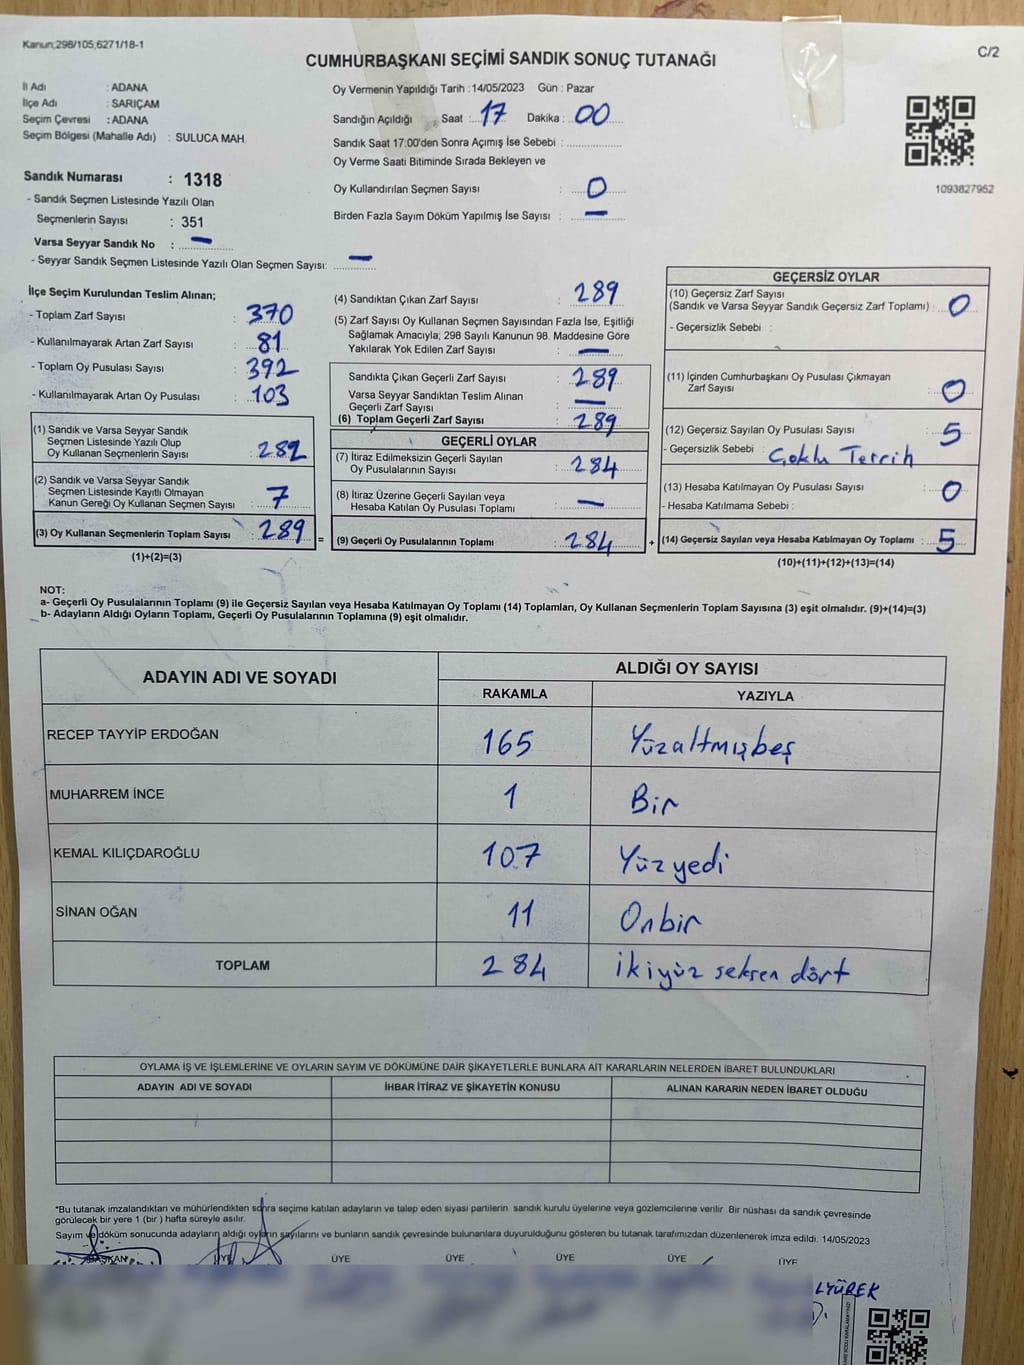 Kanun;298/105,6271/18-1
CUMHURBAŞKANI SEÇİMİ SANDIK SONUÇ TUTANAĞI
C/2
İl Adı : ADANA
İlçe Adı : SARIÇAM
Seçim Çevresi : ADANA
Seçim Bölgesi (Mahalle Adı) : SULUCA MAH.
Sandık Numarası : 1318
- Sandık Seçmen Listesinde Yazılı Olan
Seçmenlerin Sayısı : 351
Varsa Seyyar Sandık No : —
- Seyyar Sandık Seçmen Listesinde Yazılı Olan Seçmen Sayısı: —
Oy Vermenin Yapıldığı Tarih : 14/05/2023 Gün : Pazar
Sandığın Açıldığı Saat : 17 Dakika : 00
Sandık Saat 17:00'den Sonra Açımış İse Sebebi :
Oy Verme Saati Bitiminde Sırada Bekleyen ve
Oy Kullandırılan Seçmen Sayısı : 0
Birden Fazla Sayım Döküm Yapılmış İse Sayısı : —
1093827952
İlçe Seçim Kurulundan Teslim Alınan;
- Toplam Zarf Sayısı : 370
- Kullanılmayarak Artan Zarf Sayısı : 81
- Toplam Oy Pusulası Sayısı : 392
- Kullanılmayarak Artan Oy Pusulası : 103
(1) Sandık ve Varsa Seyyar Sandık
Seçmen Listesinde Yazılı Olup
Oy Kullanan Seçmenlerin Sayısı : 282
(2) Sandık ve Varsa Seyyar Sandık
Seçmen Listesinde Kayıtlı Olmayan
Kanun Gereği Oy Kullanan Seçmen Sayısı : 7
(3) Oy Kullanan Seçmenlerin Toplam Sayısı : 289
(1)+(2)=(3)
=
(4) Sandıktan Çıkan Zarf Sayısı : 289
(5) Zarf Sayısı Oy Kullanan Seçmen Sayısından Fazla İse, Eşitliği
Sağlamak Amacıyla; 298 Sayılı Kanunun 98. Maddesine Göre
Yakılarak Yok Edilen Zarf Sayısı : —
Sandıkta Çıkan Geçerli Zarf Sayısı : 289
Varsa Seyyar Sandıktan Teslim Alınan
Geçerli Zarf Sayısı : —
(6) Toplam Geçerli Zarf Sayısı : 289
GEÇERLİ OYLAR
(7) İtiraz Edilmeksizin Geçerli Sayılan
Oy Pusulalarının Sayısı : 284
(8) İtiraz Üzerine Geçerli Sayılan veya
Hesaba Katılan Oy Pusulası Toplamı : —
(9) Geçerli Oy Pusulalarının Toplamı : 284
+
GEÇERSİZ OYLAR
(10) Geçersiz Zarf Sayısı
(Sandık ve Varsa Seyyar Sandık Geçersiz Zarf Toplamı) : 0
- Geçersizlik Sebebi :
(11) İçinden Cumhurbaşkanı Oy Pusulası Çıkmayan
Zarf Sayısı : 0
(12) Geçersiz Sayılan Oy Pusulası Sayısı : 5
- Geçersizlik Sebebi : Çoklu Tercih
(13) Hesaba Katılmayan Oy Pusulası Sayısı : 0
- Hesaba Katılmama Sebebi :
(14) Geçersiz Sayılan veya Hesaba Katılmayan Oy Toplamı : 5
(10)+(11)+(12)+(13)=(14)
NOT:
a- Geçerli Oy Pusulalarının Toplamı (9) ile Geçersiz Sayılan veya Hesaba Katılmayan Oy Toplamı (14) Toplamları, Oy Kullanan Seçmenlerin Toplam Sayısına (3) eşit olmalıdır. (9)+(14)=(3)
b- Adayların Aldığı Oyların Toplamı, Geçerli Oy Pusulalarının Toplamına (9) eşit olmalıdır.
ADAYIN ADI VE SOYADI
ALDIĞI OY SAYISI
RAKAMLA YAZIYLA
RECEP TAYYİP ERDOĞAN 165 Yüzaltmışbeş
MUHARREM İNCE 1 Bir
KEMAL KILIÇDAROĞLU 107 Yüzyedi
SİNAN OĞAN 11 Onbir
TOPLAM 284 ikiyüz seksen dört
OYLAMA İŞ VE İŞLEMLERİNE VE OYLARIN SAYIM VE DÖKÜMÜNE DAİR ŞİKAYETLERLE BUNLARA AİT KARARLARIN NELERDEN İBARET BULUNDUKLARI
ADAYIN ADI VE SOYADI İHBAR İTİRAZ VE ŞİKAYETİN KONUSU ALINAN KARARIN NEDEN İBARET OLDUĞU
*Bu tutanak imzalandıktan ve mühürlendikten sonra seçime katılan adayların ve talep eden siyasi partilerin sandık kurulu üyelerine veya gözlemcilerine verilir .Bir nüshası da sandık çevresinde
görülecek bir yere 1 (bir ) hafta süreyle asılır.
Sayım ve döküm sonucunda adayların aldığı oyların sayılarını ve bunların sandık çevresinde bulunanlara duyurulduğunu gösteren bu tutanak tarafımızdan düzenlenerek imza edildi. 14/05/2023
BAŞKAN ÜYE ÜYE ÜYE ÜYE ÜYE ÜYE
LYÜREK